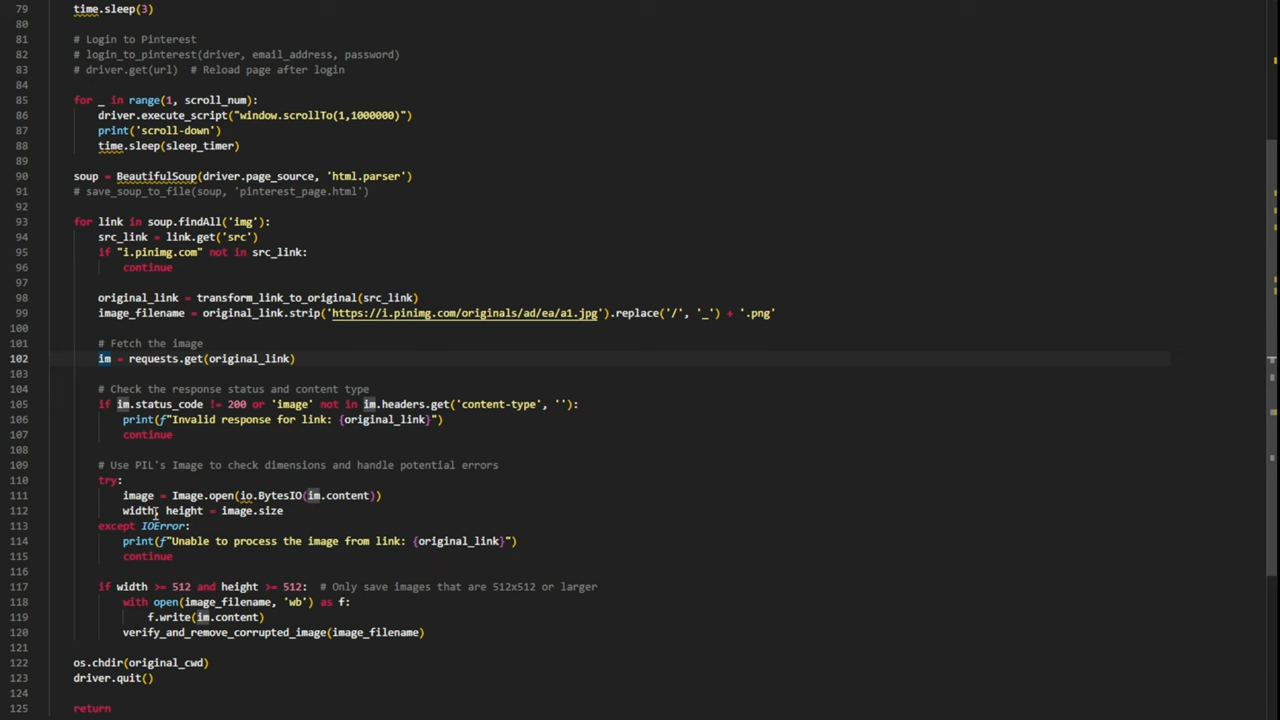 79 time.sleep(3)
80
81 # Login to Pinterest
82 # login_to_pinterest(driver, email_address, password)
83 # driver.get(url)  # Reload page after login
84
85 for _ in range(1, scroll_num):
86 driver.execute_script("window.scrollTo(1,1000000)")
87 print('scroll-down')
88 time.sleep(sleep_timer)
89
90 soup = BeautifulSoup(driver.page_source, 'html.parser')
91 # save_soup_to_file(soup, 'pinterest_page.html')
92
93 for link in soup.findAll('img'):
94 src_link = link.get('src')
95 if "i.pinimg.com" not in src_link:
96 continue
97
98 original_link = transform_link_to_original(src_link)
99 image_filename = original_link.strip('https://i.pinimg.com/originals/ad/ea/a1.jpg').replace('/', '_') + '.png'
100
101 # Fetch the image
102 im = requests.get(original_link)
103
104 # Check the response status and content type
105 if im.status_code != 200 or 'image' not in im.headers.get('content-type', ''):
106 print(f"Invalid response for link: {original_link}")
107 continue
108
109 # Use PIL's Image to check dimensions and handle potential errors
110 try:
111 image = Image.open(io.BytesIO(im.content))
112 width, height = image.size
113 except IOError:
114 print(f"Unable to process the image from link: {original_link}")
115 continue
116
117 if width >= 512 and height >= 512:  # Only save images that are 512x512 or larger
118 with open(image_filename, 'wb') as f:
119 f.write(im.content)
120 verify_and_remove_corrupted_image(image_filename)
121
122 os.chdir(original_cwd)
123 driver.quit()
124
125 return